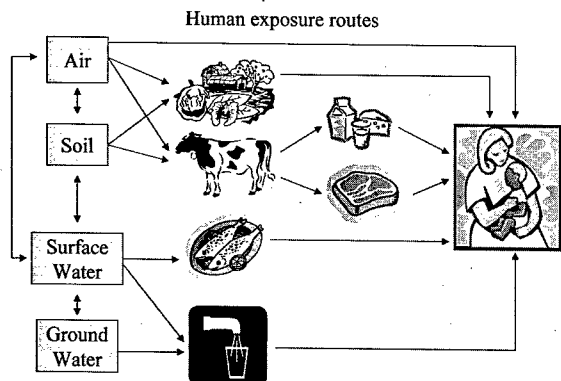 Human exposure routes
Air
Soil
Surface
Water
Ground
Water